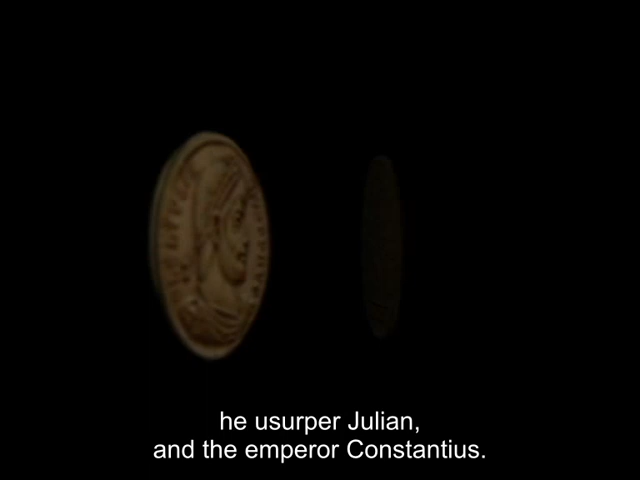 he usurper Julian,
and the emperor Constantius.